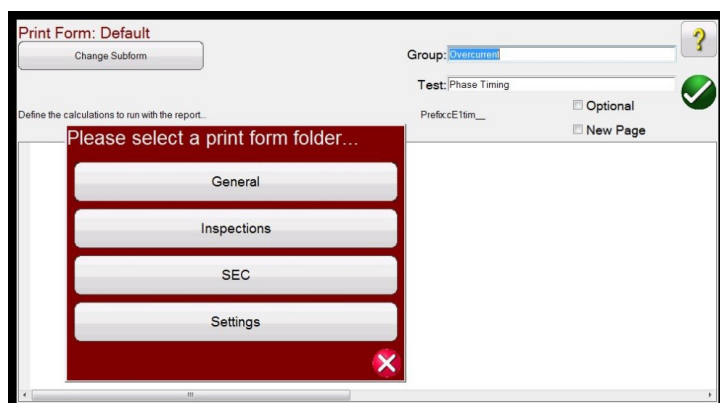 Print Form: Default
Change Subform
Group: Overcurrent
Test: Phase Timing
Define the calculations to run with the report...
Prefix:cE1tim__
Optional
New Page
Please select a print form folder...
General
Inspections
SEC
Settings